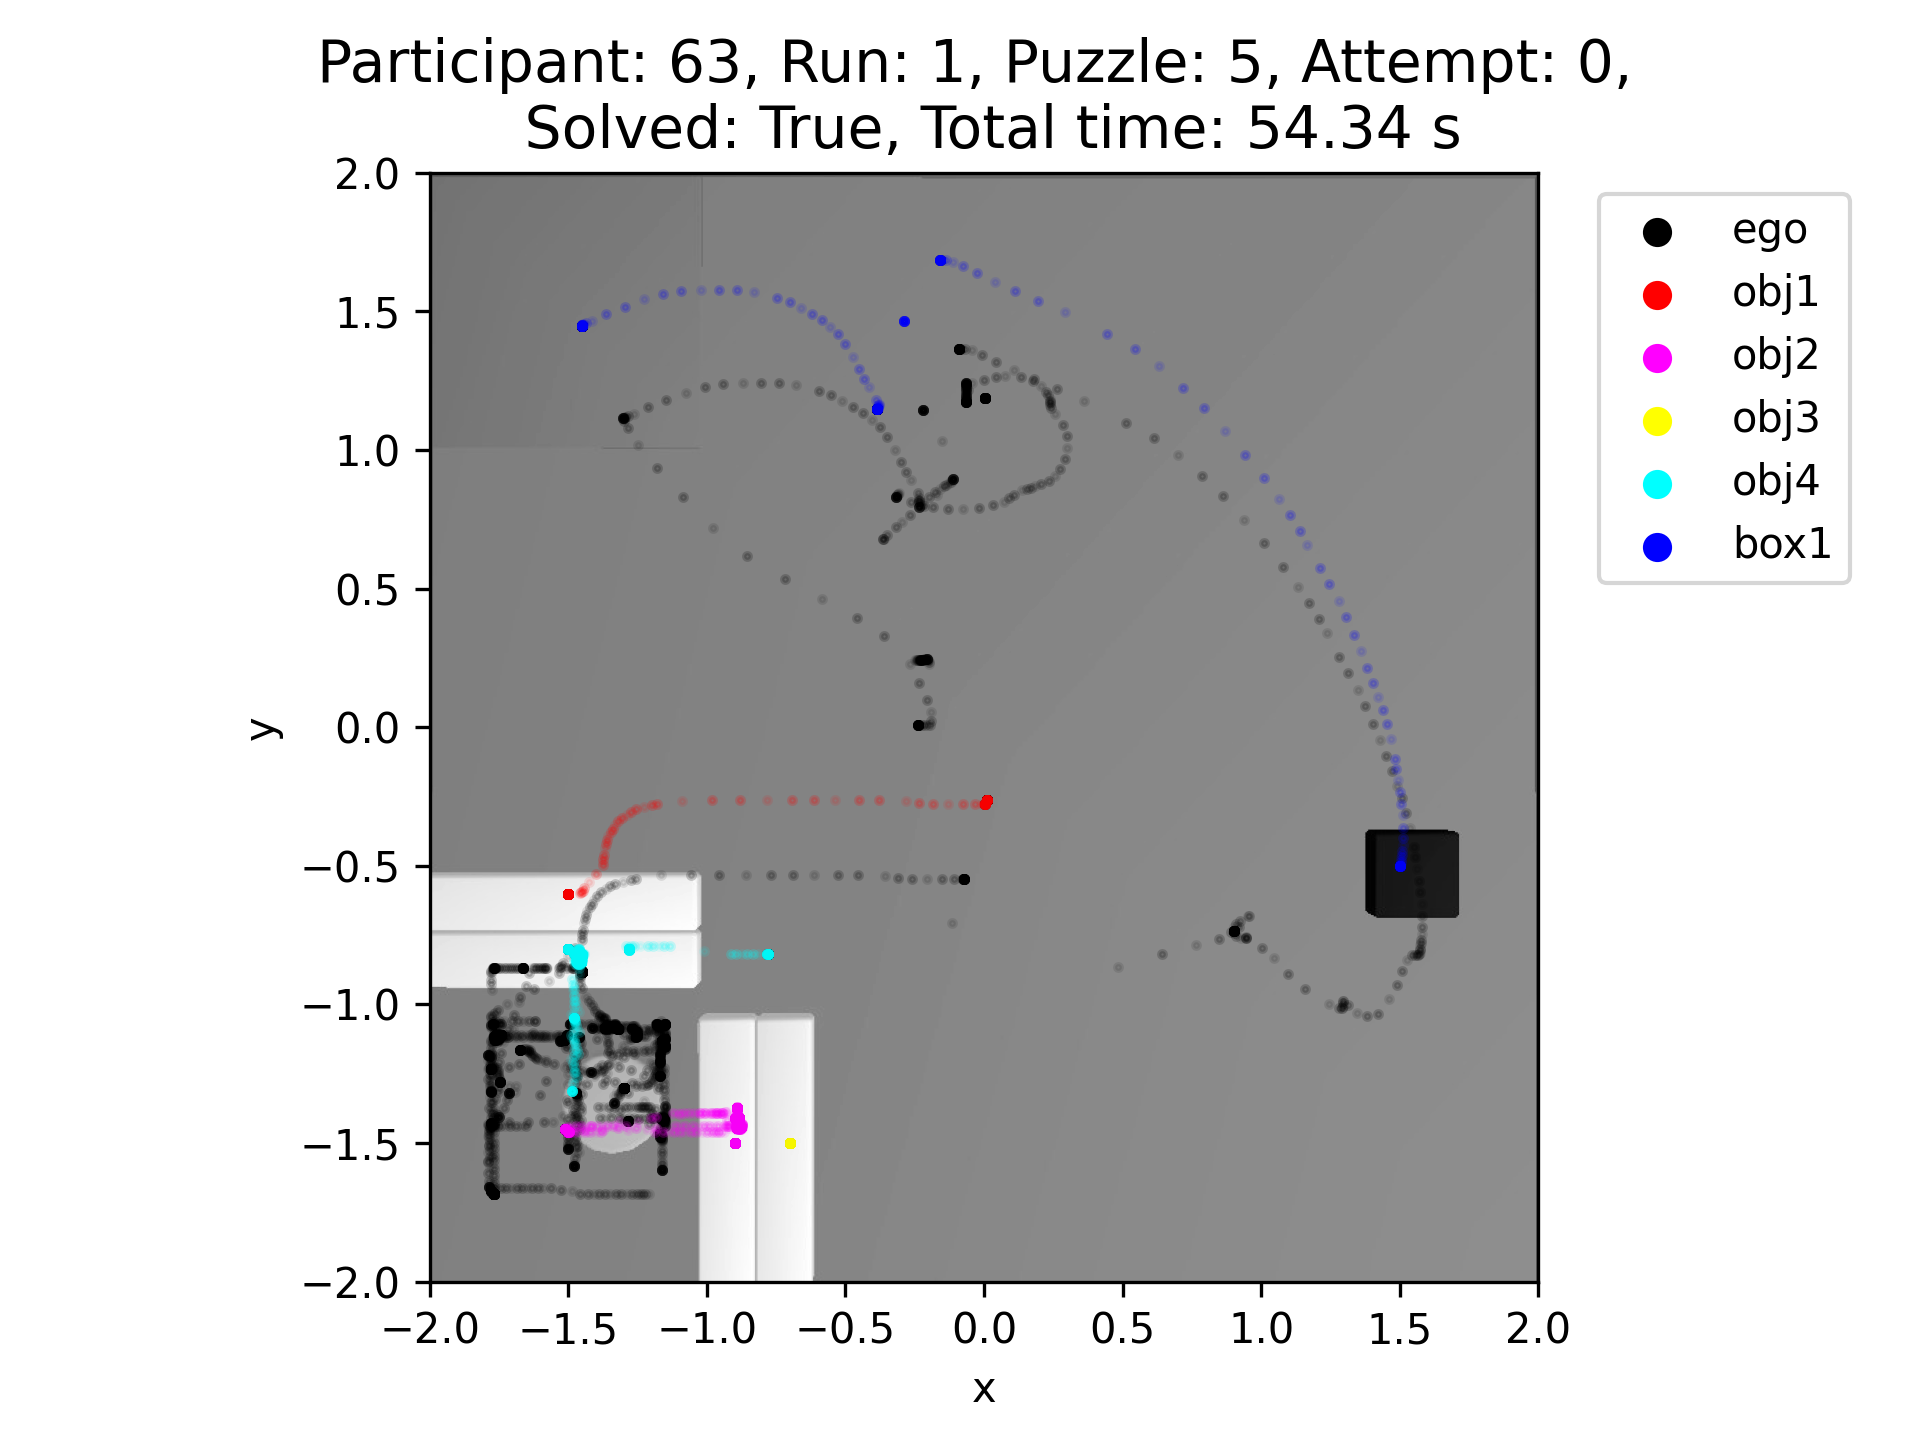 Participant: 63, Run: 1, Puzzle: 5, Attempt: 0,
Solved: True, Total time: 54.34 s
2.0
1.5
1.0
0.5
0.0
−0.5
−1.0
−1.5
−2.0
y
−2.0 −1.5 −1.0 −0.5 0.0 0.5 1.0 1.5 2.0
x
ego
obj1
obj2
obj3
obj4
box1